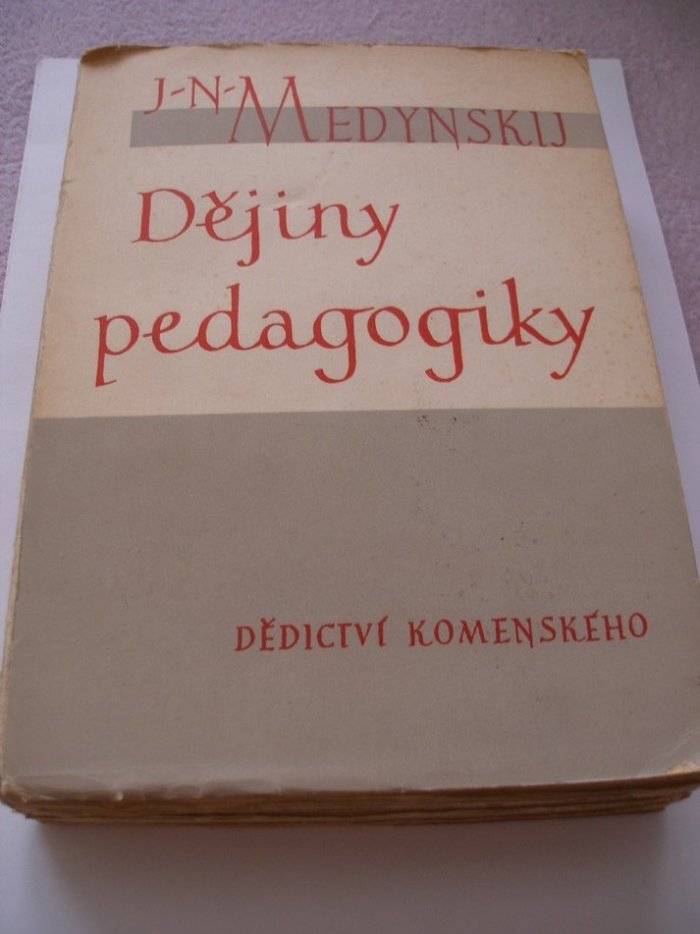 J-N-MEDYNSKIJ
Dějiny
pedagogiky
DĚDICTVÍ KOMENSKÉHO